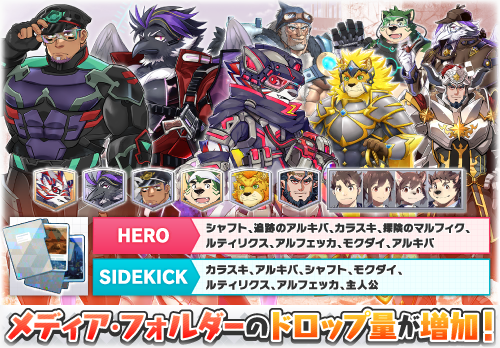 HERO
シャフト、追跡のアルキバ、カラスキ、探険のマルフィク、
ルティリクス、アルフェッカ、モクダイ、アルキバ
SIDEKICK
カラスキ、アルキバ、シャフト、モクダイ、
ルティリクス、アルフェッカ、主人公
メディア・フォルダーのドロップ量が増加！